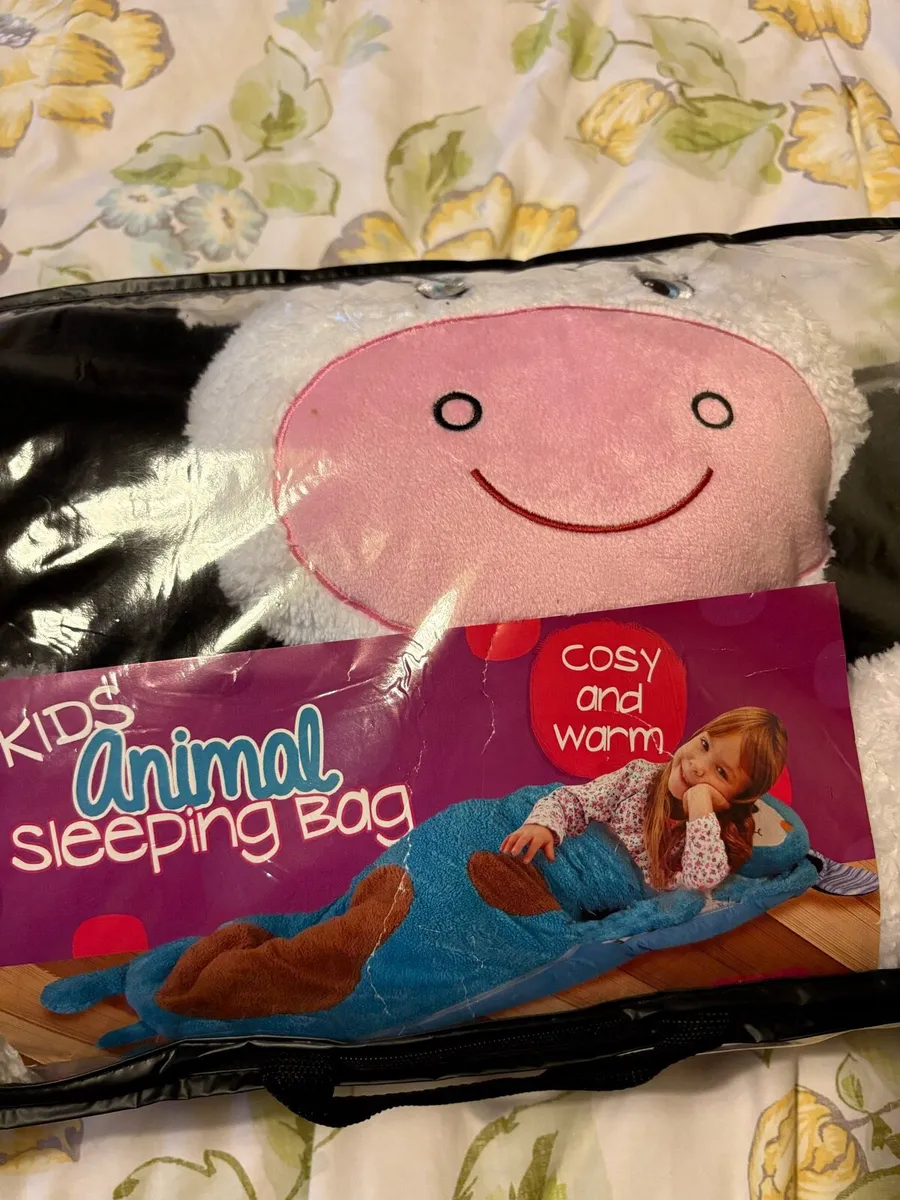 KIDS'
Animal
Sleeping Bag
cosy
and
warm